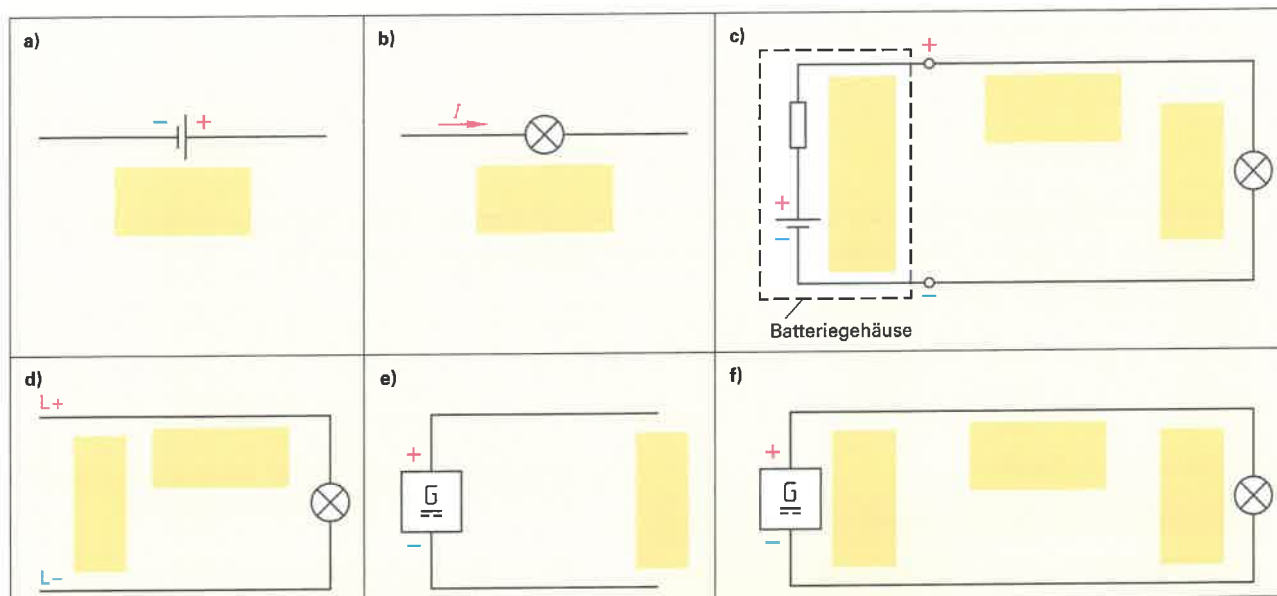 a)
− +
b)
I
c)
+
+
−
−
Batteriegehäuse
d)
L+
L−
e)
+
G
−
f)
+
G
−